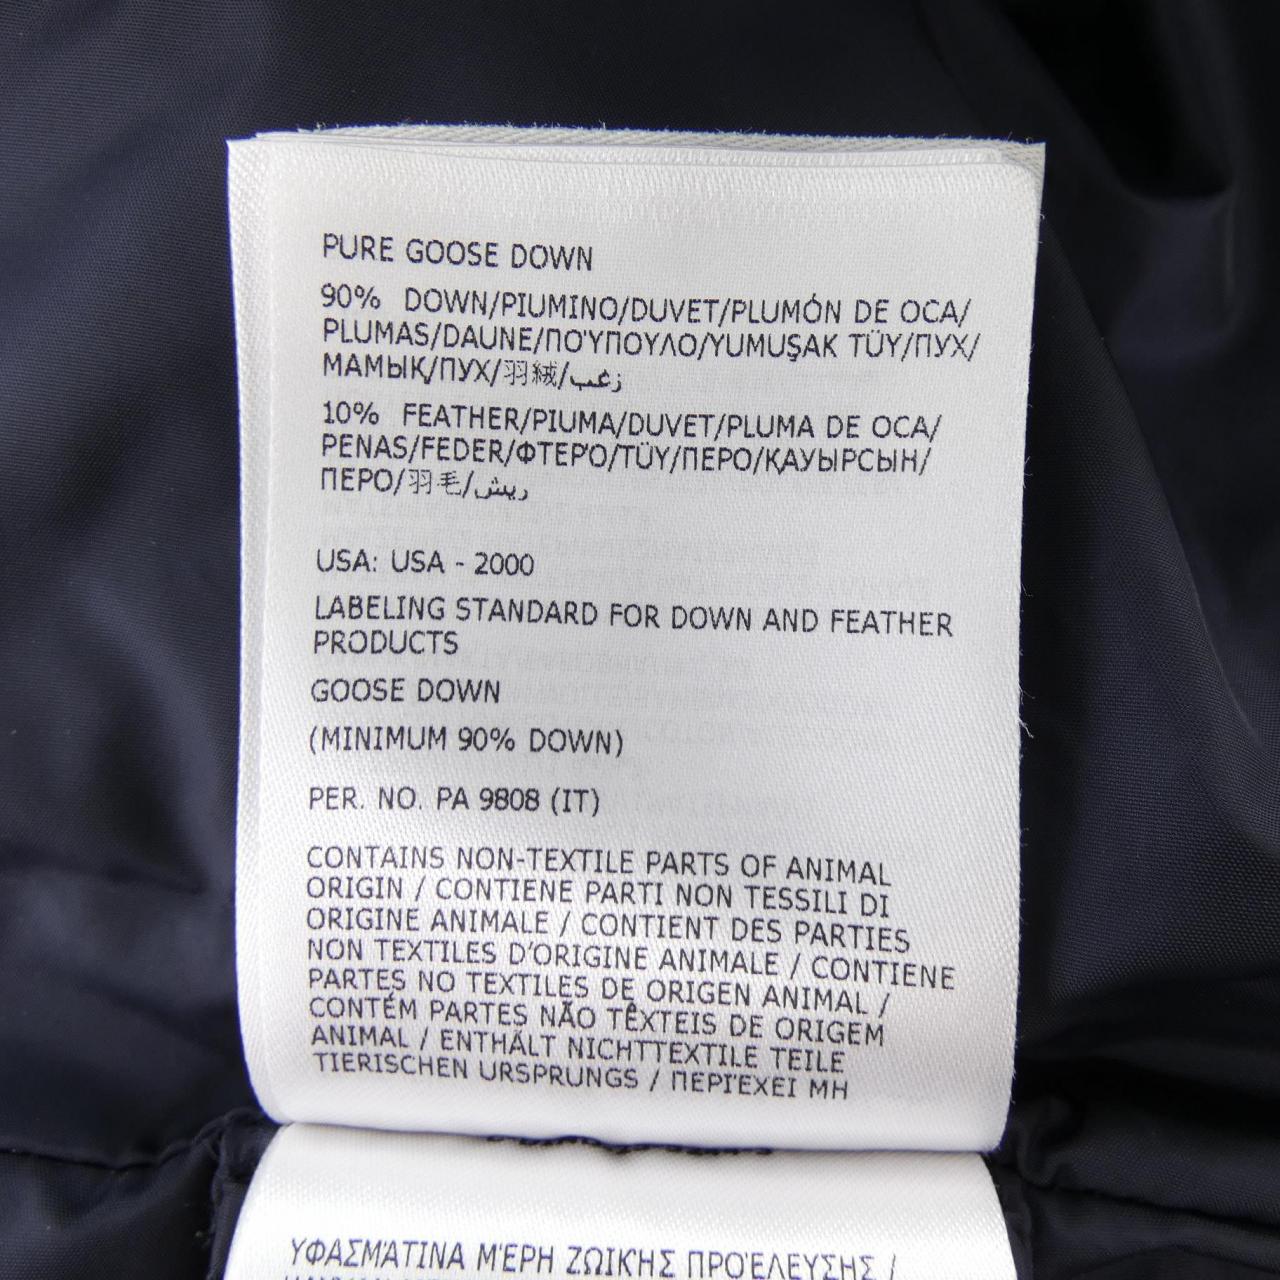 PURE GOOSE DOWN
90% DOWN/PIUMINO/DUVET/PLUMÓN DE OCA/
PLUMAS/DAUNE/ΠΟΎΠΟΥΛΟ/YUMUŞAK TÜY/ПУХ/
МАМЫҚ/ПУХ/羽絨/زغب
10% FEATHER/PIUMA/DUVET/PLUMA DE OCA/
PENAS/FEDER/ΦΤΕΡΌ/TÜY/ПЕРО/ҚАУЫРСЫН/
ПЕРО/羽毛/ريش
USA: USA - 2000
LABELING STANDARD FOR DOWN AND FEATHER
PRODUCTS
GOOSE DOWN
(MINIMUM 90% DOWN)
PER. NO. PA 9808 (IT)
CONTAINS NON-TEXTILE PARTS OF ANIMAL
ORIGIN / CONTIENE PARTI NON TESSILI DI
ORIGINE ANIMALE / CONTIENT DES PARTIES
NON TEXTILES D'ORIGINE ANIMALE / CONTIENE
PARTES NO TEXTILES DE ORIGEN ANIMAL /
CONTÉM PARTES NÃO TÊXTEIS DE ORIGEM
ANIMAL / ENTHÄLT NICHTTEXTILE TEILE
TIERISCHEN URSPRUNGS / ΠΕΡΙΈΧΕΙ ΜΗ
ΥΦΑΣΜΆΤΙΝΑ ΜΈΡΗ ΖΩΙΚΉΣ ΠΡΟΈΛΕΥΣΗΣ /